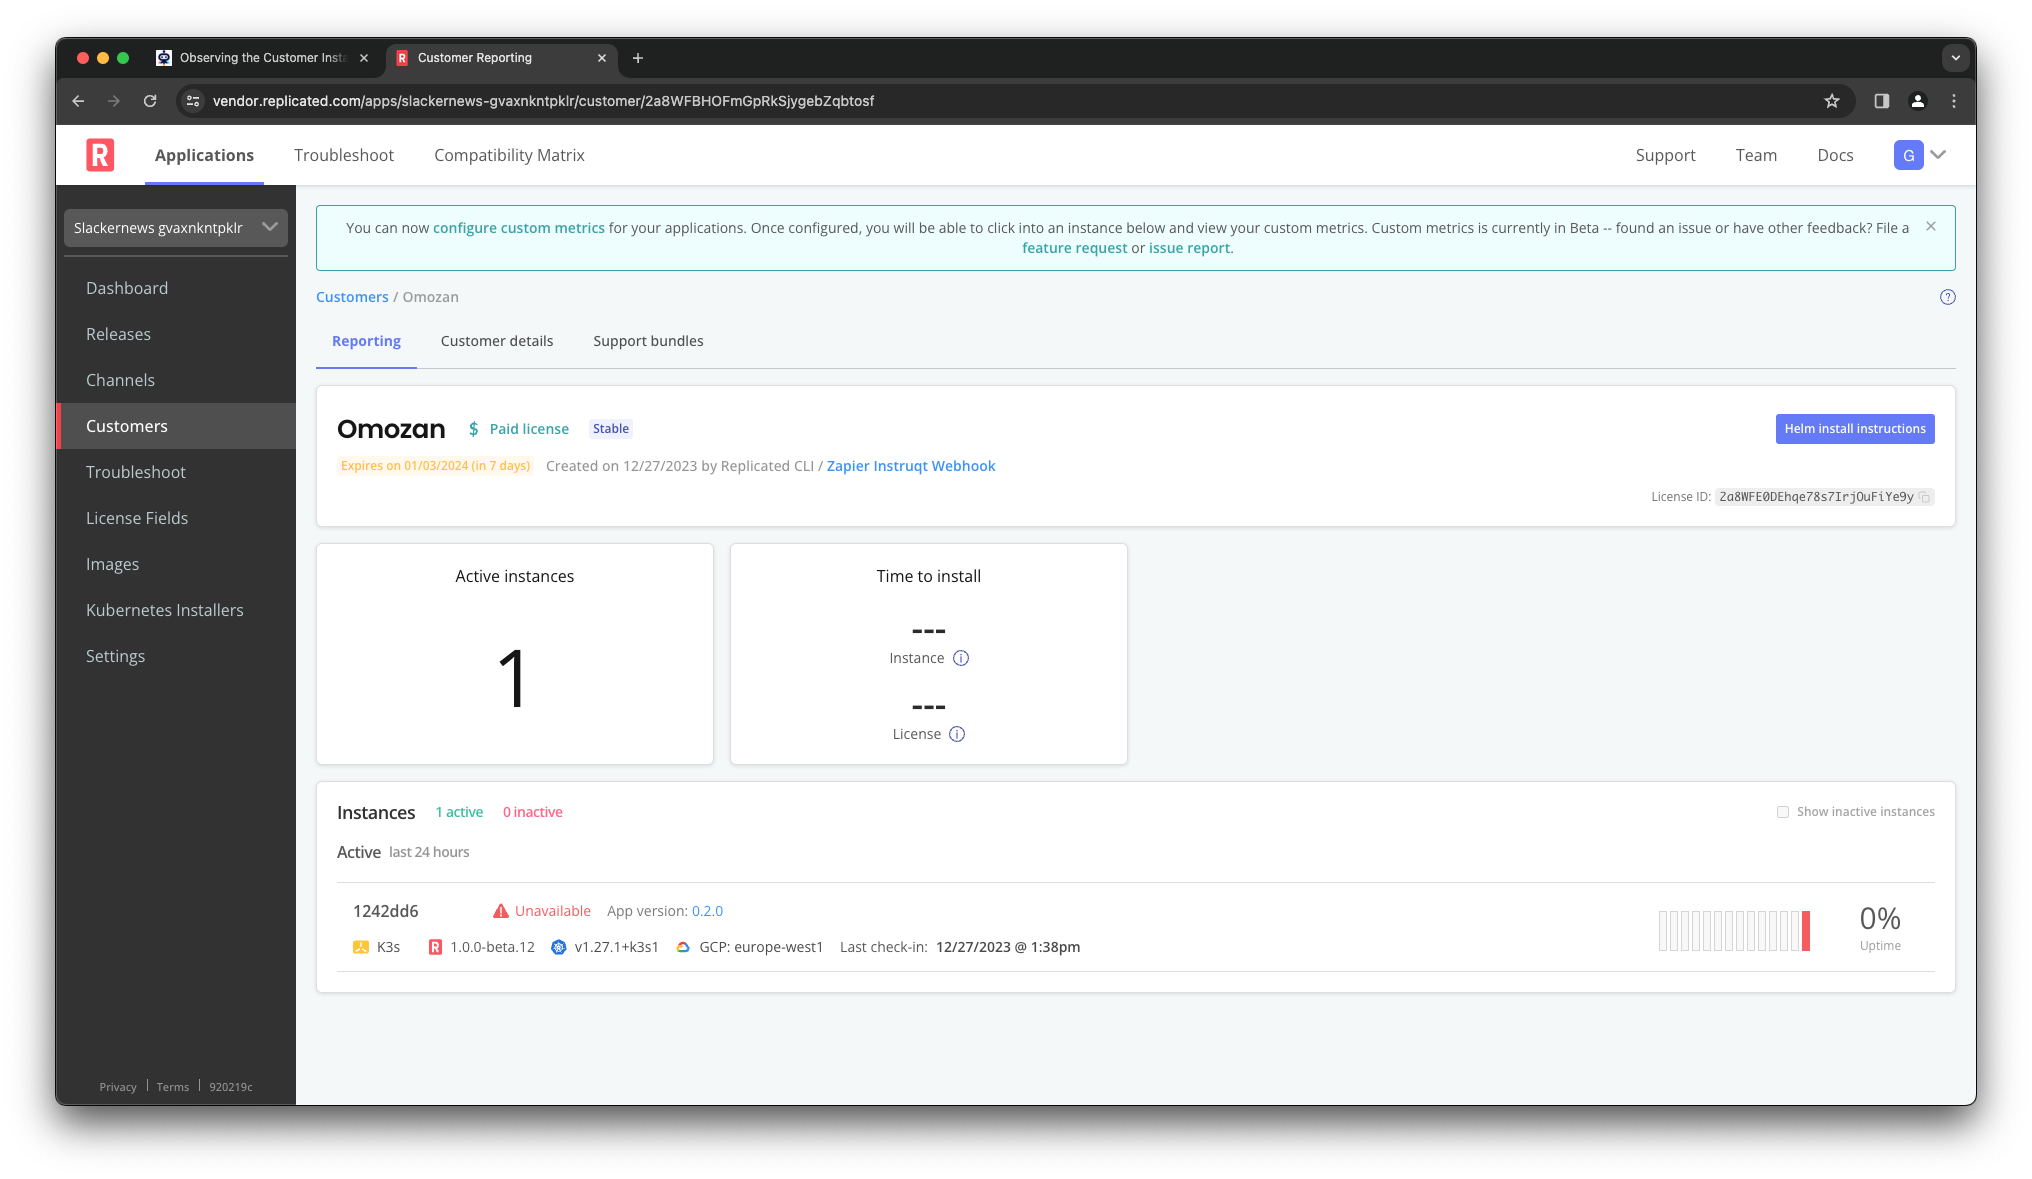 Observing the Customer Insta
Customer Reporting
vendor.replicated.com/apps/slackernews-gvaxnkntpklr/customer/2a8WFBHOFmGpRkSjygebZqbtosf
R
Applications
Troubleshoot
Compatibility Matrix
Support
Team
Docs
G
Slackernews gvaxnkntpklr
Dashboard
Releases
Channels
Customers
Troubleshoot
License Fields
Images
Kubernetes Installers
Settings
Privacy | Terms | 920219c
You can now configure custom metrics for your applications. Once configured, you will be able to click into an instance below and view your custom metrics. Custom metrics is currently in Beta -- found an issue or have other feedback? File a
feature request or issue report.
Customers / Omozan
Reporting
Customer details
Support bundles
Omozan $ Paid license Stable
Helm install instructions
Expires on 01/03/2024 (in 7 days) Created on 12/27/2023 by Replicated CLI / Zapier Instruqt Webhook
License ID: 2a8WFE0DEhqe78s7IrjOuFiYe9y
Active instances
1
Time to install
---
Instance
---
License
Instances 1 active 0 inactive
Show inactive instances
Active last 24 hours
1242dd6 Unavailable App version: 0.2.0
K3s R 1.0.0-beta.12 v1.27.1+k3s1 GCP: europe-west1 Last check-in: 12/27/2023 @ 1:38pm
0%
Uptime